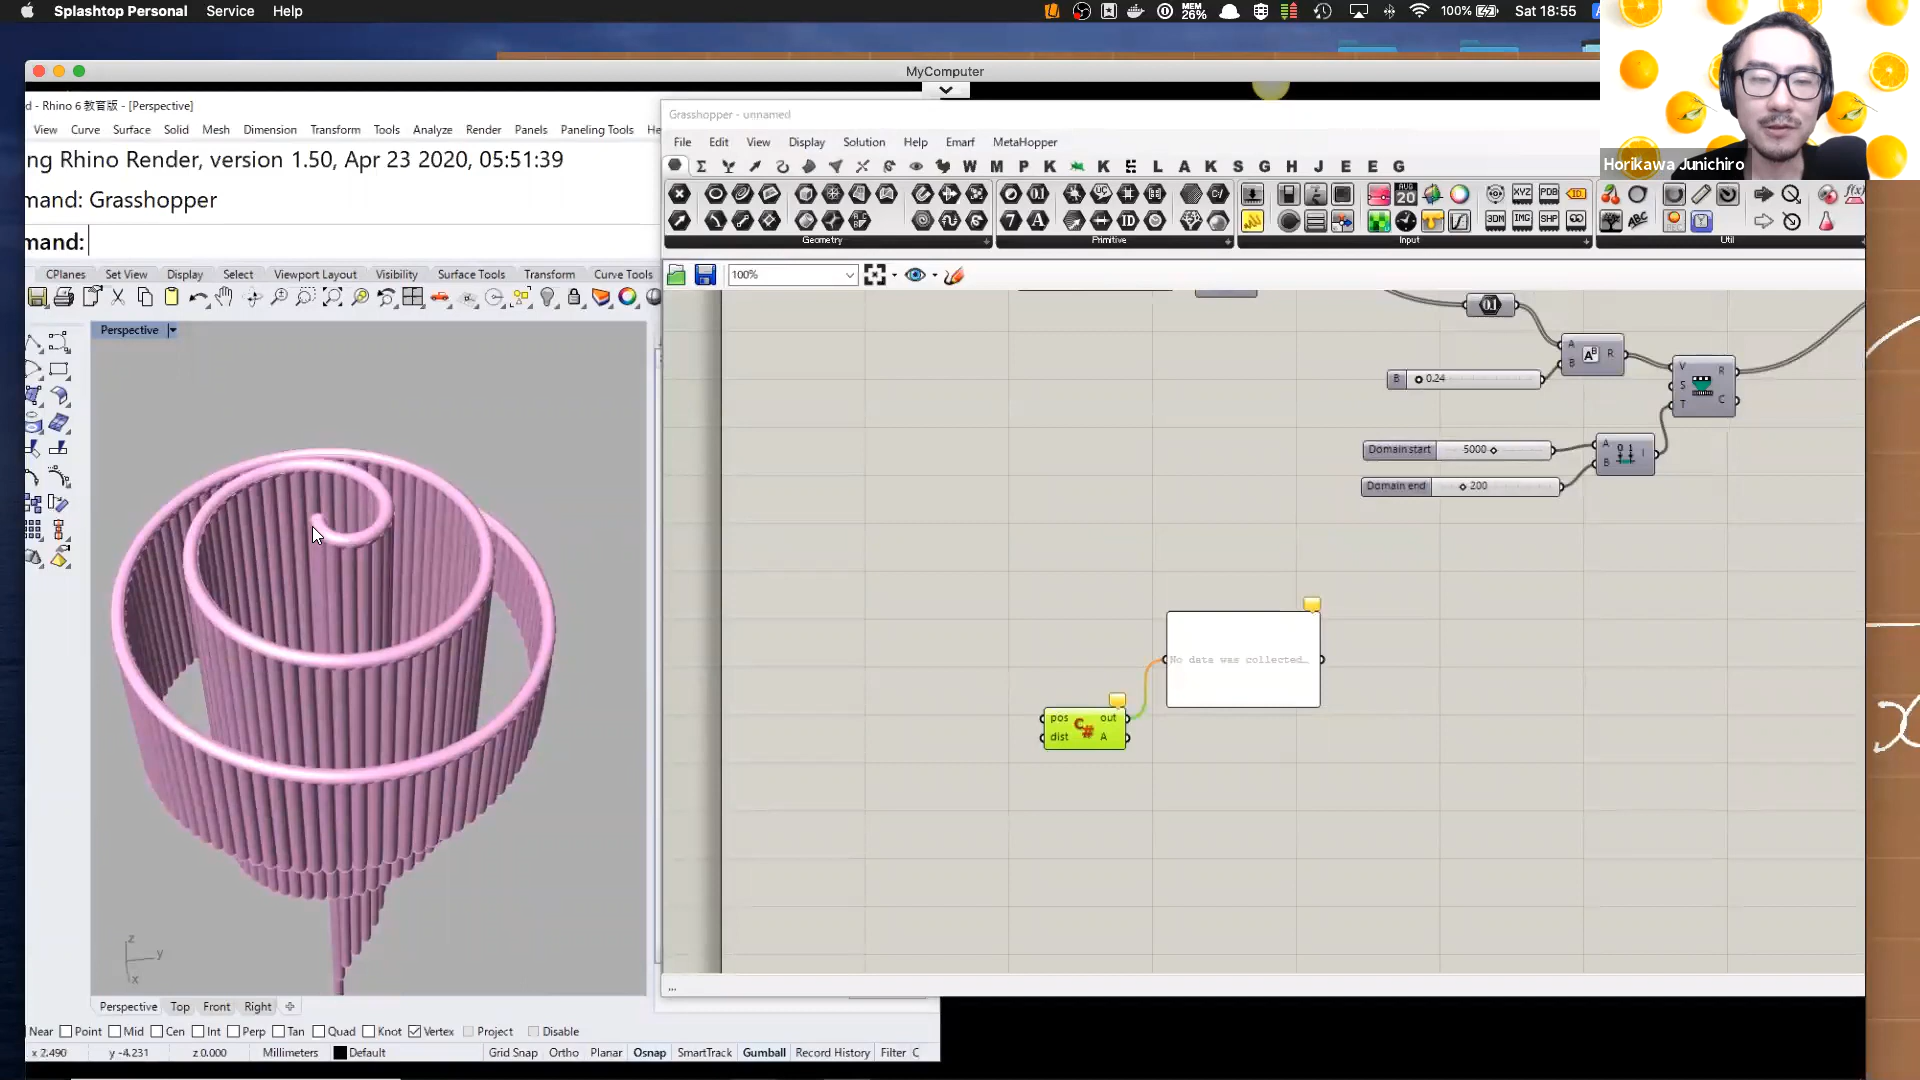 Splashtop Personal Service Help
MEM 26%
100% Sat 18:55
MyComputer
d - Rhino 6 教育版 - [Perspective]
View Curve Surface Solid Mesh Dimension Transform Tools Analyze Render Panels Paneling Tools He
ng Rhino Render, version 1.50, Apr 23 2020, 05:51:39
mand: Grasshopper
mand:
CPlanes Set View Display Select Viewport Layout Visibility Surface Tools Transform Curve Tools
Perspective
z
y
x
Perspective Top Front Right
Near Point Mid Cen Int Perp Tan Quad Knot Vertex Project Disable
x 2.490 y -4.231 z 0.000 Millimeters Default Grid Snap Ortho Planar Osnap SmartTrack Gumball Record History Filter C
Grasshopper - unnamed
File Edit View Display Solution Help Emarf MetaHopper
W M P K K L A K S G H J E E G
Geometry Primitive Input Util
100%
0.1
A B R
B 0.24
V S T R C
Domain start 5000
Domain end 200
A B I
No data was collected…
pos dist C# out A
...
Horikawa Junichiro